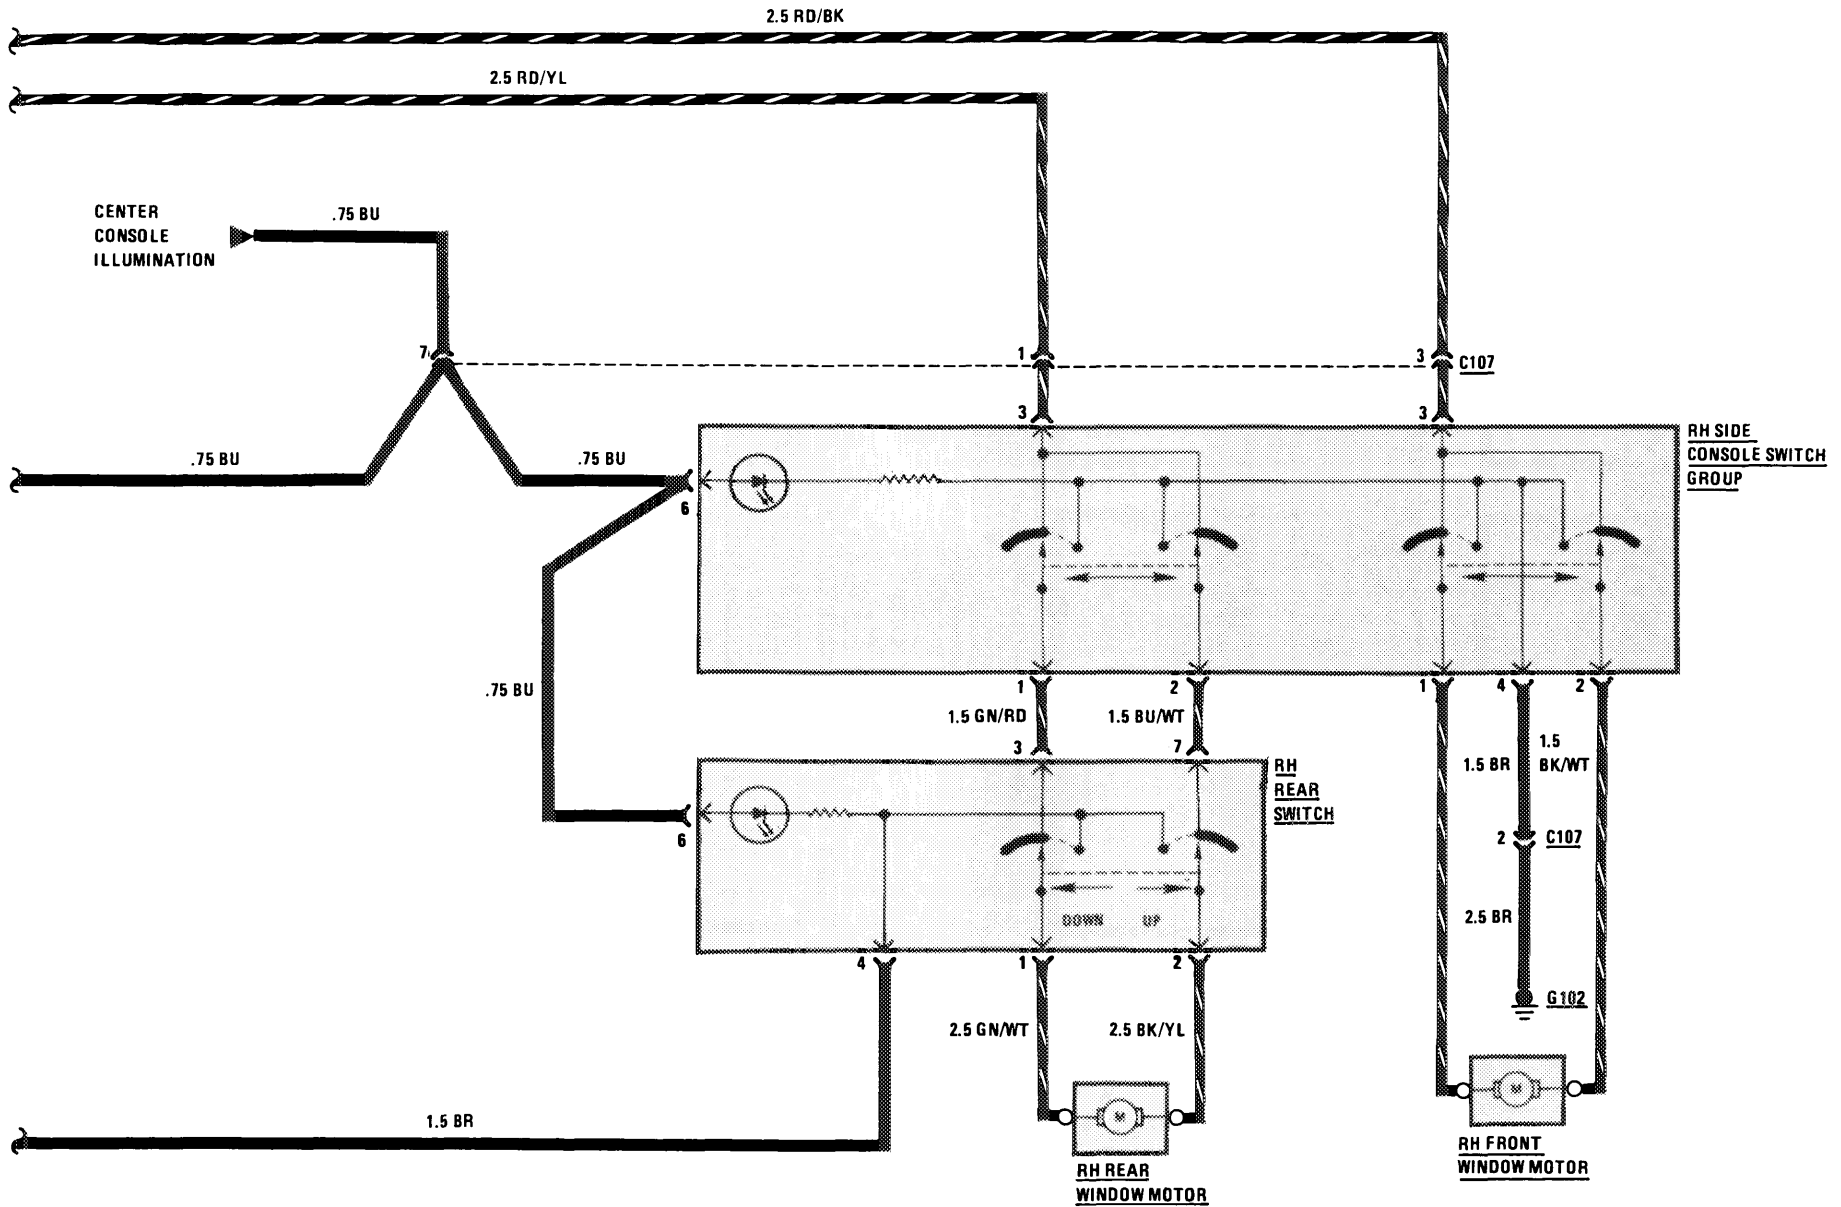 2.5 RD/BK
2.5 RD/YL
CENTER
CONSOLE
ILLUMINATION
.75 BU
7
1
3
C107
3
3
RH SIDE
CONSOLE SWITCH
GROUP
.75 BU
.75 BU
6
.75 BU
1
2
1
4
2
1.5 GN/RD
1.5 BU/WT
3
7
1.5 BR
1.5
BK/WT
RH
REAR
SWITCH
6
2
C107
DOWN
UP
2.5 BR
4
1
2
G102
2.5 GN/WT
2.5 BK/YL
M
M
1.5 BR
RH FRONT
WINDOW MOTOR
RH REAR
WINDOW MOTOR